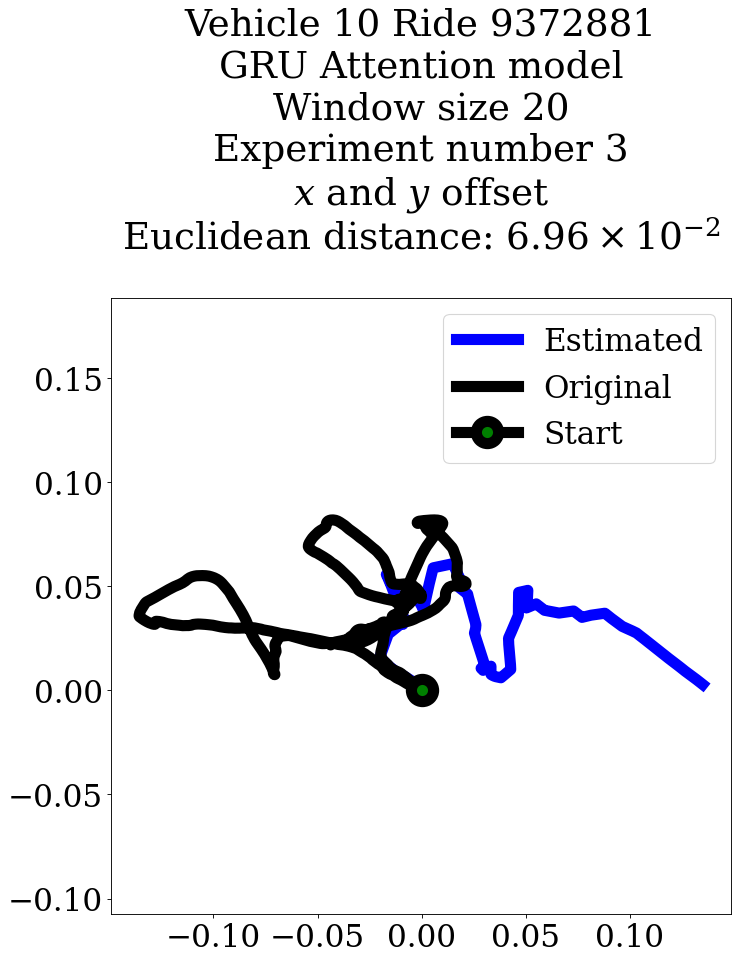 Vehicle 10 Ride 9372881
GRU Attention model
Window size 20
Experiment number 3
x and y offset
Euclidean distance: 6.96 × 10⁻²
Estimated
Original
Start
0.15
0.10
0.05
0.00
−0.05
−0.10
−0.10 −0.05 0.00 0.05 0.10